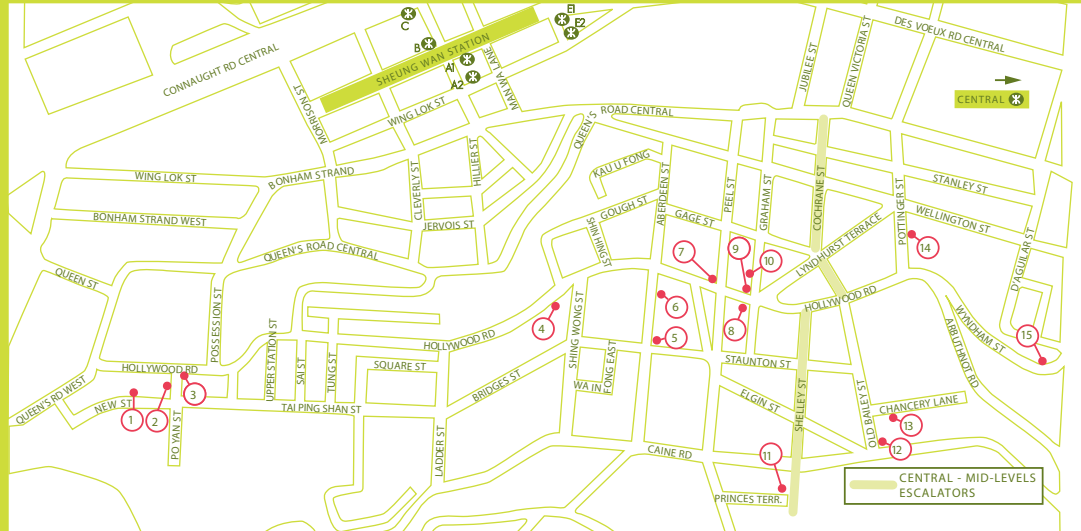 E1
C
E2
DES VOEUX RD CENTRAL
B
SHEUNG WAN STATION
A1
A2
CONNAUGHT RD CENTRAL
MAN WA LANE
JUBILEE ST
QUEEN VICTORIA ST
CENTRAL
MORRISON ST
WING LOK ST
QUEEN'S ROAD CENTRAL
HILLIER ST
CLEVERLY ST
KAU U FONG
BONHAM STRAND
WING LOK ST
STANLEY ST
ABERDEEN ST
PEEL ST
GRAHAM ST
COCHRANE ST
POTTINGER ST
GOUGH ST
GAGE ST
WELLINGTON ST
BONHAM STRAND WEST
JERVOIS ST
SHIN HING ST
LYNDHURST TERRACE
D'AGUILAR ST
QUEEN'S ROAD CENTRAL
7
9
10
14
QUEEN ST
POSSESSION ST
HOLLYWOOD RD
6
4
8
5
15
WYNDHAM ST
ARBUTHNOT RD
UPPER STATION ST
SAI ST
TUNG ST
HOLLYWOOD RD
SHING WONG ST
SQUARE ST
STAUNTON ST
HOLLYWOOD RD
BRIDGES ST
WA IN FONG EAST
SHELLEY ST
ELGIN ST
QUEEN'S RD WEST
NEW ST
3
1
2
TAI PING SHAN ST
PO YAN ST
LADDER ST
OLD BAILEY ST
CHANCERY LANE
13
12
CAINE RD
11
PRINCES TERR.
CENTRAL - MID-LEVELS
ESCALATORS